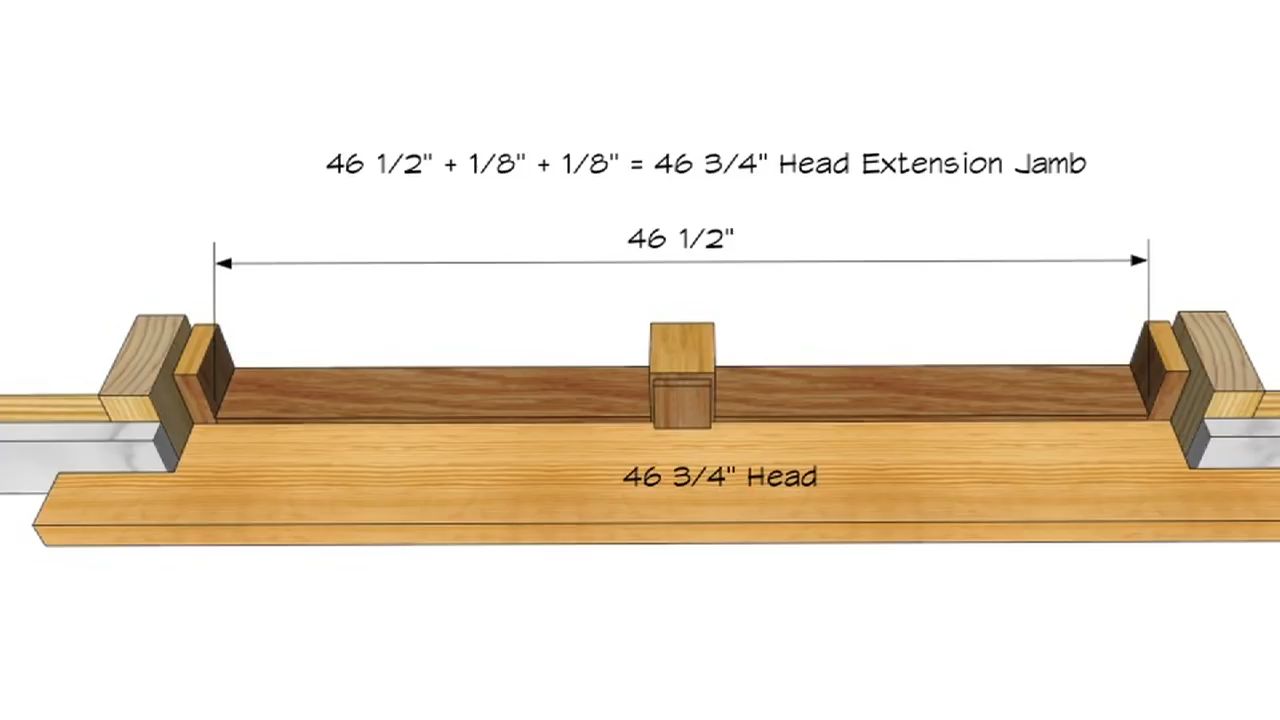 46 1/2" + 1/8" + 1/8" = 46 3/4" Head Extension Jamb
46 1/2"
46 3/4" Head